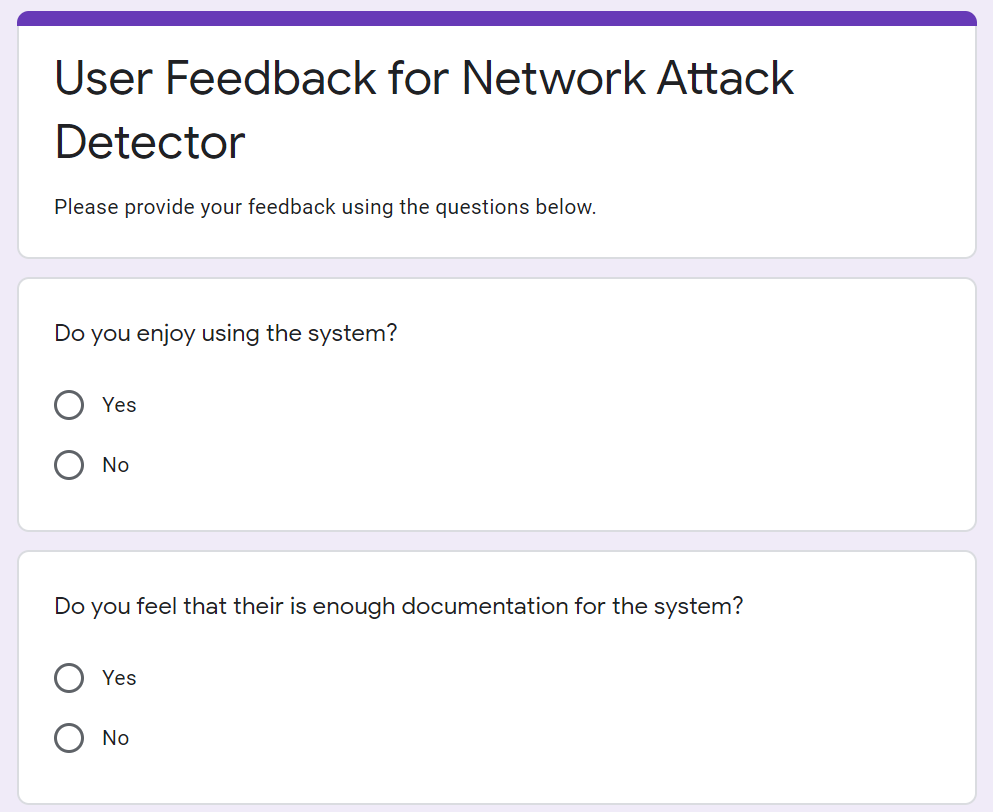 User Feedback for Network Attack
Detector
Please provide your feedback using the questions below.
Do you enjoy using the system?
Yes
No
Do you feel that their is enough documentation for the system?
Yes
No